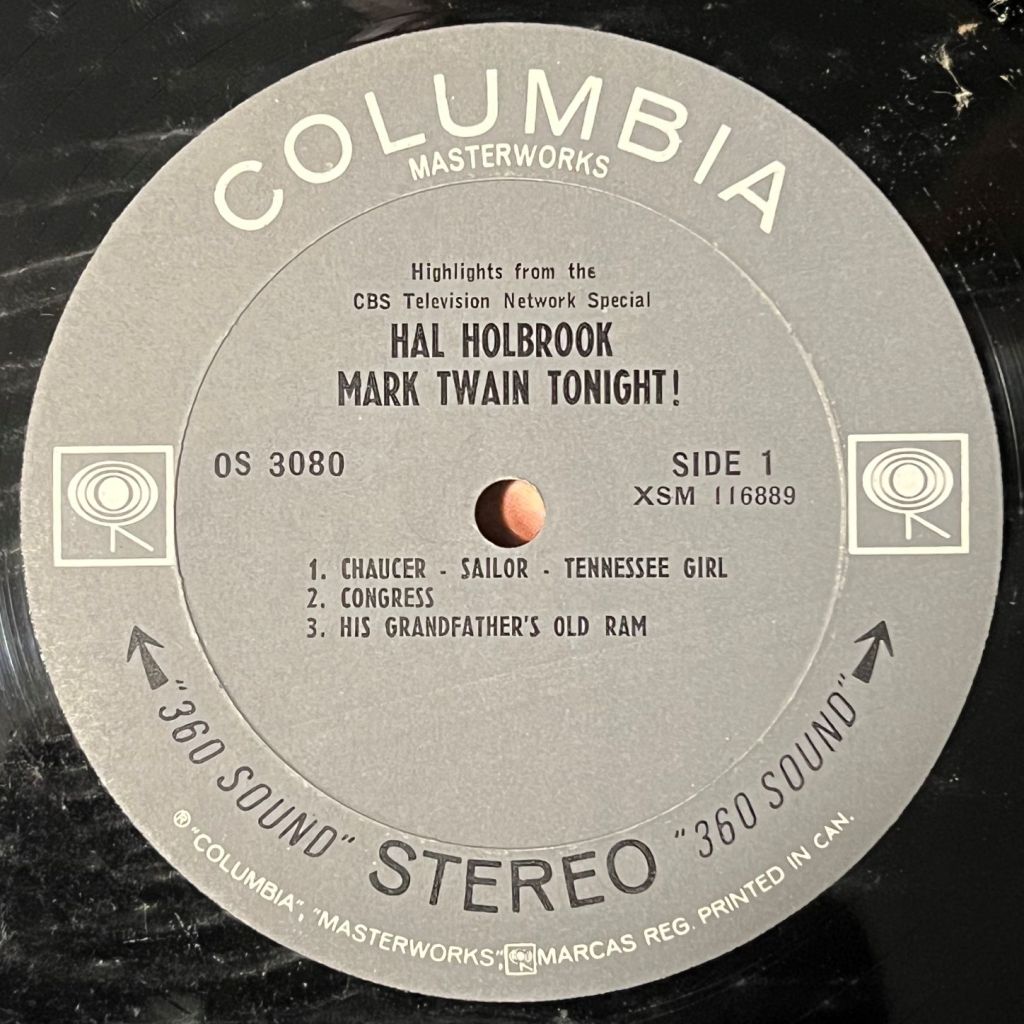 COLUMBIA
MASTERWORKS
Highlights from the
CBS Television Network Special
HAL HOLBROOK
MARK TWAIN TONIGHT!
OS 3080
SIDE 1
XSM 116889
1. CHAUCER - SAILOR - TENNESSEE GIRL
2. CONGRESS
3. HIS GRANDFATHER'S OLD RAM
"360 SOUND" STEREO "360 SOUND"
® "COLUMBIA", "MASTERWORKS", MARCAS REG. PRINTED IN CAN.